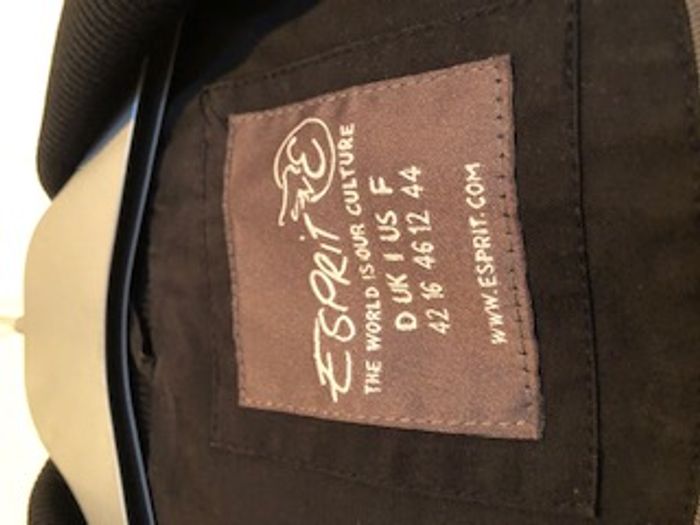 ESPRIT E
THE WORLD IS OUR CULTURE
D UK I US F
42 16 46 12 44
WWW.ESPRIT.COM